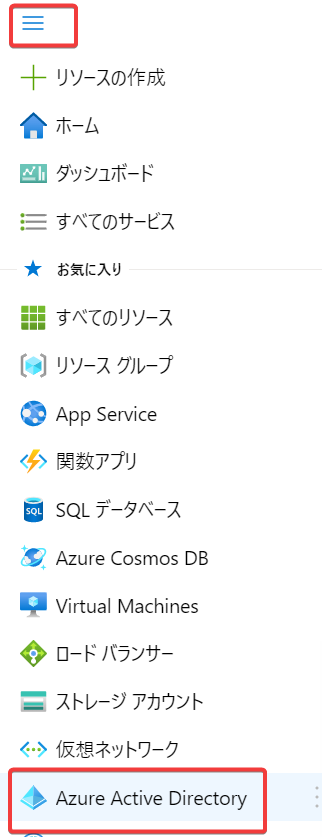 リソースの作成
ホーム
ダッシュボード
すべてのサービス
お気に入り
すべてのリソース
リソース グループ
App Service
関数アプリ
SQL データベース
Azure Cosmos DB
Virtual Machines
ロード バランサー
ストレージ アカウント
仮想ネットワーク
Azure Active Directory